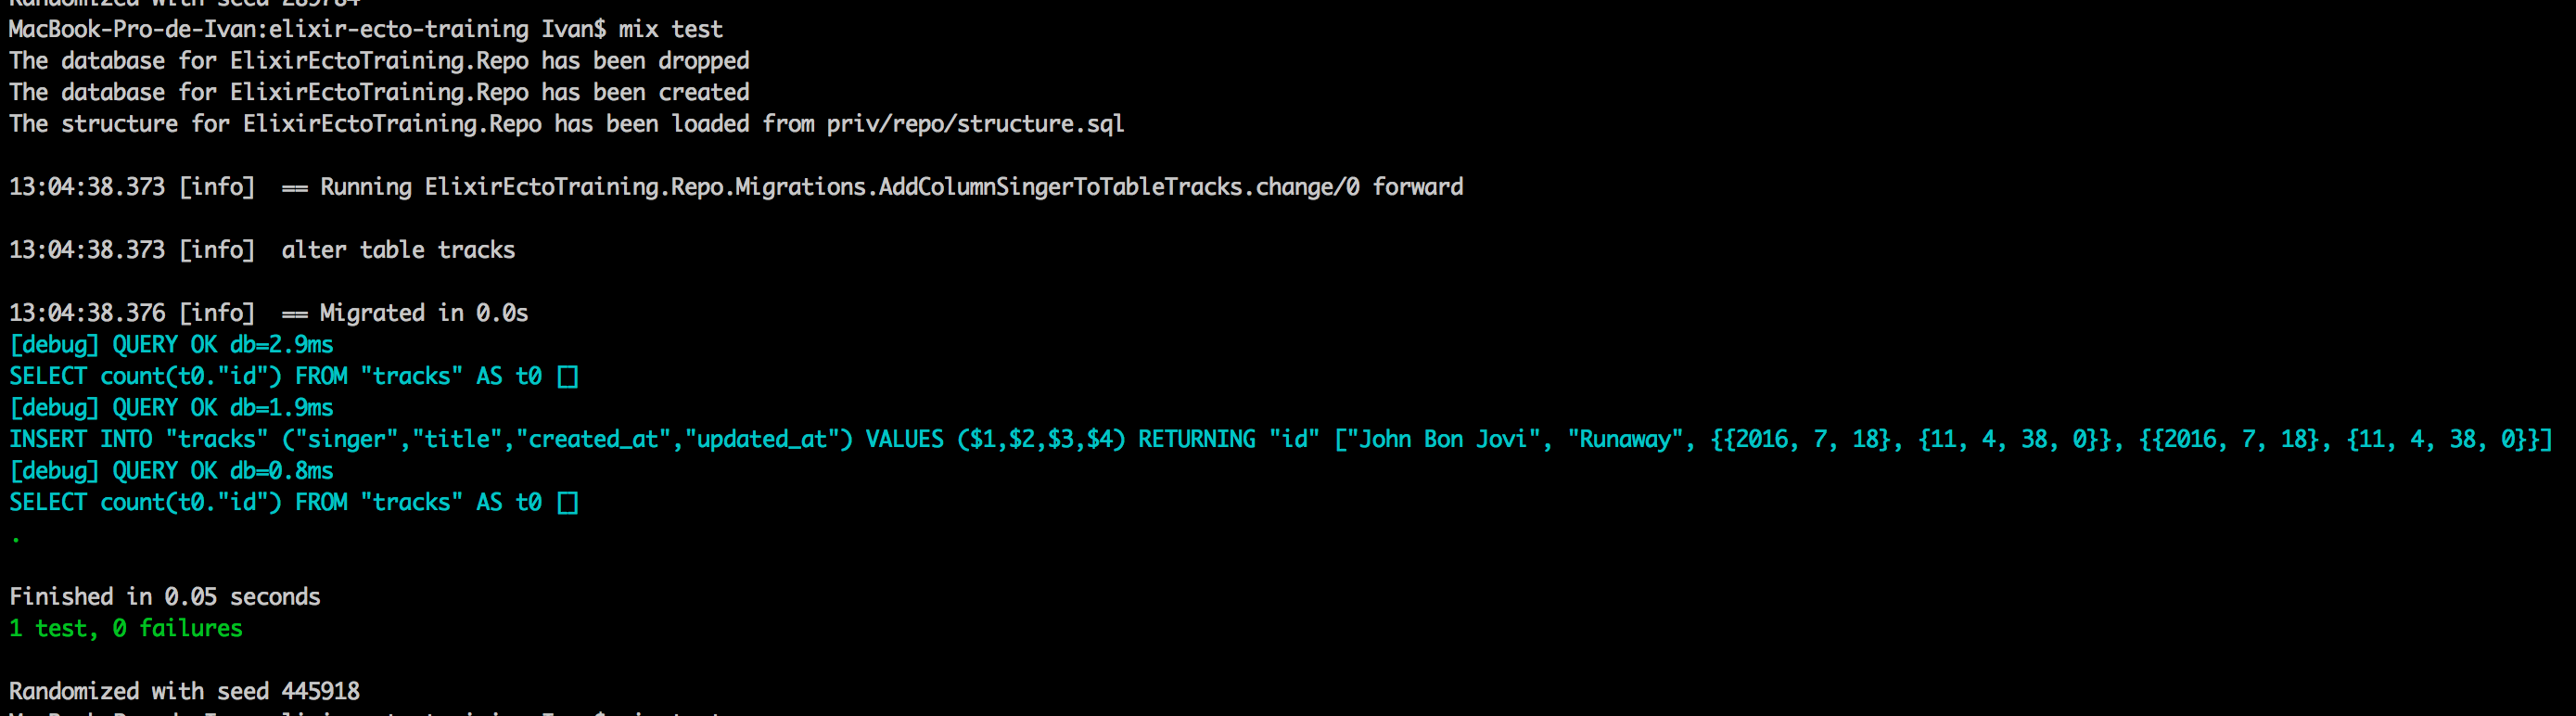 Randomized with seed 289784
MacBook-Pro-de-Ivan:elixir-ecto-training Ivan$ mix test
The database for ElixirEctoTraining.Repo has been dropped
The database for ElixirEctoTraining.Repo has been created
The structure for ElixirEctoTraining.Repo has been loaded from priv/repo/structure.sql
13:04:38.373 [info]  == Running ElixirEctoTraining.Repo.Migrations.AddColumnSingerToTableTracks.change/0 forward
13:04:38.373 [info]  alter table tracks
13:04:38.376 [info]  == Migrated in 0.0s
[debug] QUERY OK db=2.9ms
SELECT count(t0."id") FROM "tracks" AS t0 []
[debug] QUERY OK db=1.9ms
INSERT INTO "tracks" ("singer","title","created_at","updated_at") VALUES ($1,$2,$3,$4) RETURNING "id" ["John Bon Jovi", "Runaway", {{2016, 7, 18}, {11, 4, 38, 0}}, {{2016, 7, 18}, {11, 4, 38, 0}}]
[debug] QUERY OK db=0.8ms
SELECT count(t0."id") FROM "tracks" AS t0 []
.
Finished in 0.05 seconds
1 test, 0 failures
Randomized with seed 445918